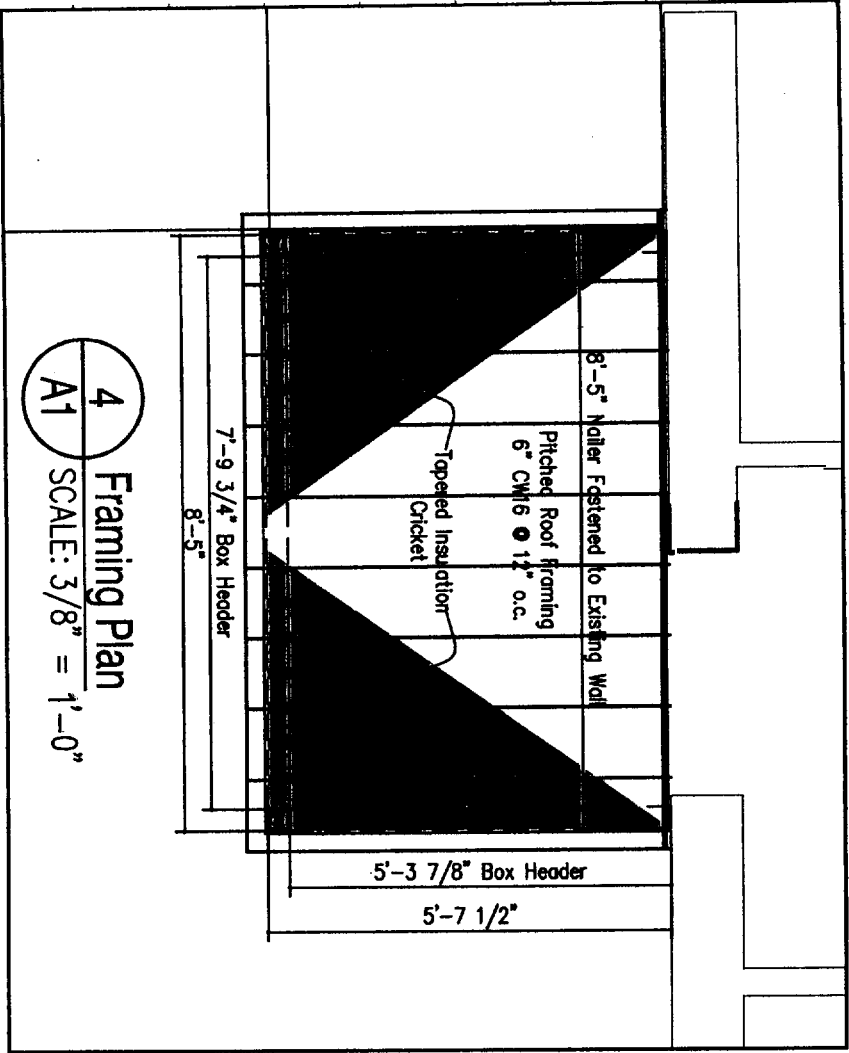 8'-5" Nailer Fastened to Existing Wall
Pitched Roof Framing
6" CW16 @ 12" o.c.
Tapered Insulation
Cricket
5'-3 7/8" Box Header
5'-7 1/2"
7'-9 3/4" Box Header
8'-5"
4
A1
Framing Plan
SCALE: 3/8" = 1'-0"